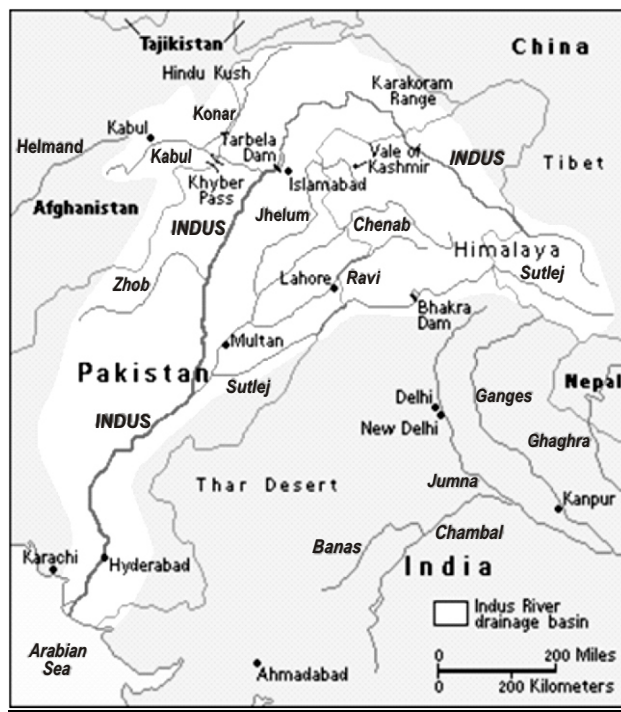 Tajikistan
China
Hindu Kush
Karakoram
Range
Konar
Kabul
Helmand
Tarbela
Dam
Vale of
Kashmir
INDUS
Kabul
Tibet
Khyber
Pass
Islamabad
Afghanistan
INDUS
Jhelum
Chenab
Himalaya
Zhob
Lahore
Ravi
Sutlej
Bhakra
Dam
Multan
Pakistan
Sutlej
Nepal
Delhi
Ganges
INDUS
New Delhi
Ghaghra
Thar Desert
Jumna
Kanpur
Chambal
Banas
Karachi
Hyderabad
India
Indus River
drainage basin
Arabian
Sea
0 200 Miles
0 200 Kilometers
Ahmadabad